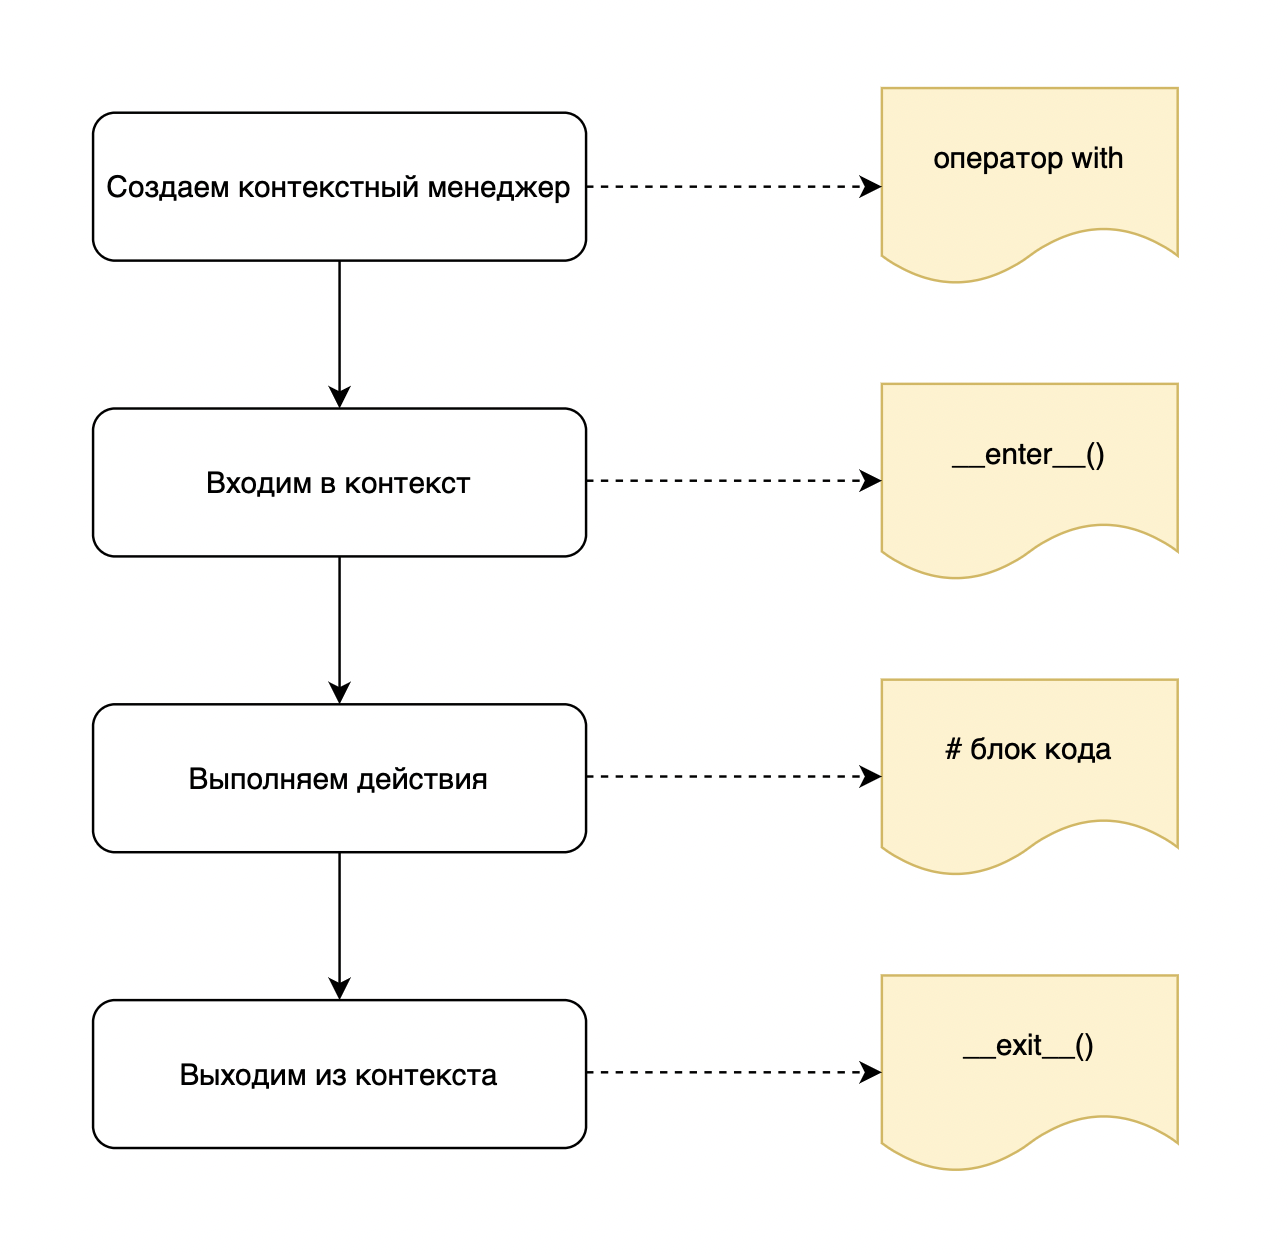 Создаем контекстный менеджер
оператор with
Входим в контекст
__enter__()
Выполняем действия
# блок кода
Выходим из контекста
__exit__()